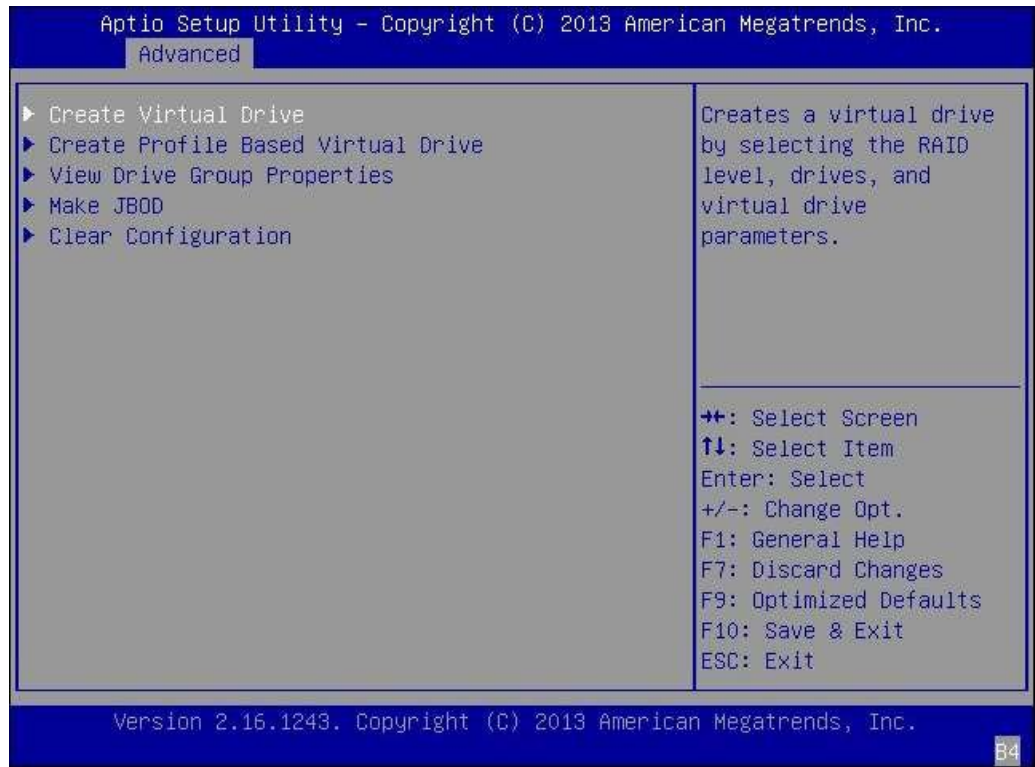 Aptio Setup Utility – Copyright (C) 2013 American Megatrends, Inc.
Advanced
Create Virtual Drive
Create Profile Based Virtual Drive
View Drive Group Properties
Make JBOD
Clear Configuration
Creates a virtual drive
by selecting the RAID
level, drives, and
virtual drive
parameters.
→←: Select Screen
↑↓: Select Item
Enter: Select
+/-: Change Opt.
F1: General Help
F7: Discard Changes
F9: Optimized Defaults
F10: Save & Exit
ESC: Exit
Version 2.16.1243. Copyright (C) 2013 American Megatrends, Inc.
B4